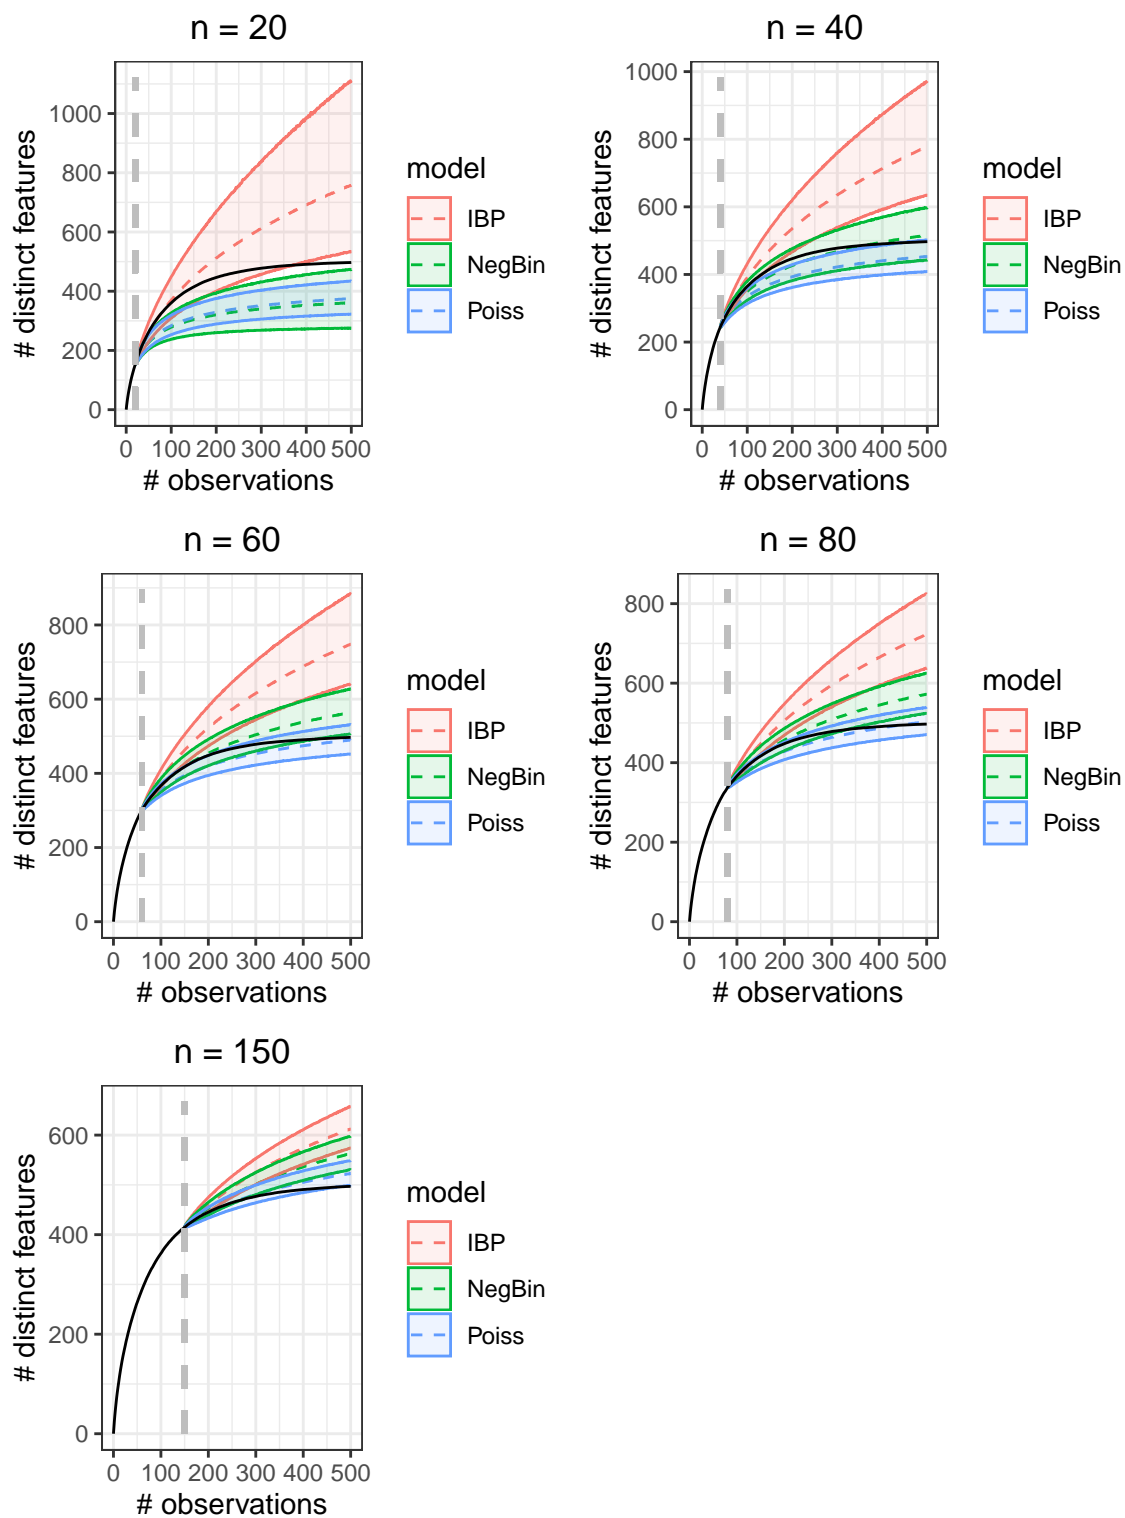 n = 20
# distinct features
1000
800
600
400
200
0
0 100 200 300 400 500
# observations
model
IBP
NegBin
Poiss
n = 40
# distinct features
1000
800
600
400
200
0
0 100 200 300 400 500
# observations
model
IBP
NegBin
Poiss
n = 60
# distinct features
800
600
400
200
0
0 100 200 300 400 500
# observations
model
IBP
NegBin
Poiss
n = 80
# distinct features
800
600
400
200
0
0 100 200 300 400 500
# observations
model
IBP
NegBin
Poiss
n = 150
# distinct features
600
400
200
0
0 100 200 300 400 500
# observations
model
IBP
NegBin
Poiss